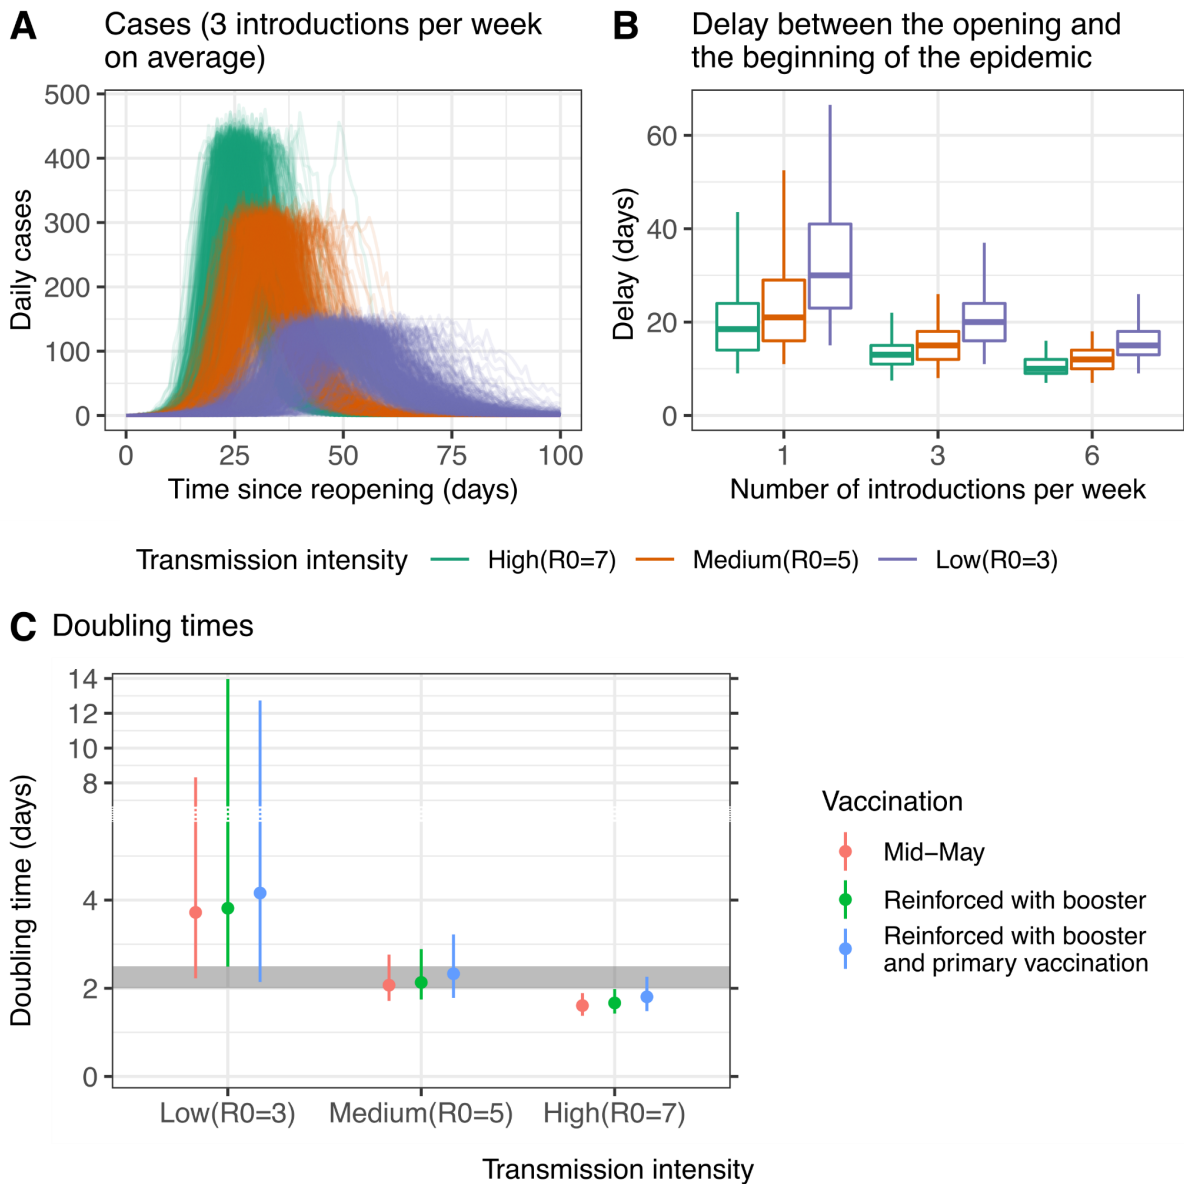 A Cases (3 introductions per week
on average)
500
400
300
200
100
0
Daily cases
0 25 50 75 100
Time since reopening (days)
B Delay between the opening and
the beginning of the epidemic
60
40
20
0
Delay (days)
1 3 6
Number of introductions per week
Transmission intensity High(R0=7) Medium(R0=5) Low(R0=3)
C Doubling times
14
12
10
8
4
2
0
Doubling time (days)
Low(R0=3) Medium(R0=5) High(R0=7)
Transmission intensity
Vaccination
Mid−May
Reinforced with booster
Reinforced with booster
and primary vaccination